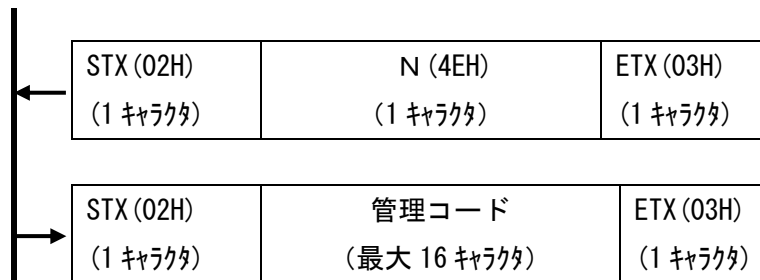 STX(02H) N(4EH) ETX(03H)
(1 ｷｬﾗｸﾀ) (1 ｷｬﾗｸﾀ) (1 ｷｬﾗｸﾀ)
STX(02H) 管理コード ETX(03H)
(1 ｷｬﾗｸﾀ) (最大 16 ｷｬﾗｸﾀ) (1 ｷｬﾗｸﾀ)